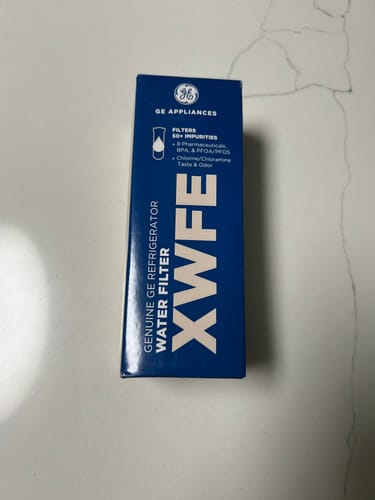 GE
GE APPLIANCES
FILTERS
50+ IMPURITIES
+ 8 Pharmaceuticals,
BPA, & PFOA/PFOS
+ Chlorine/Chloramine
Taste & Odor
GENUINE GE REFRIGERATOR
WATER FILTER
XWFE